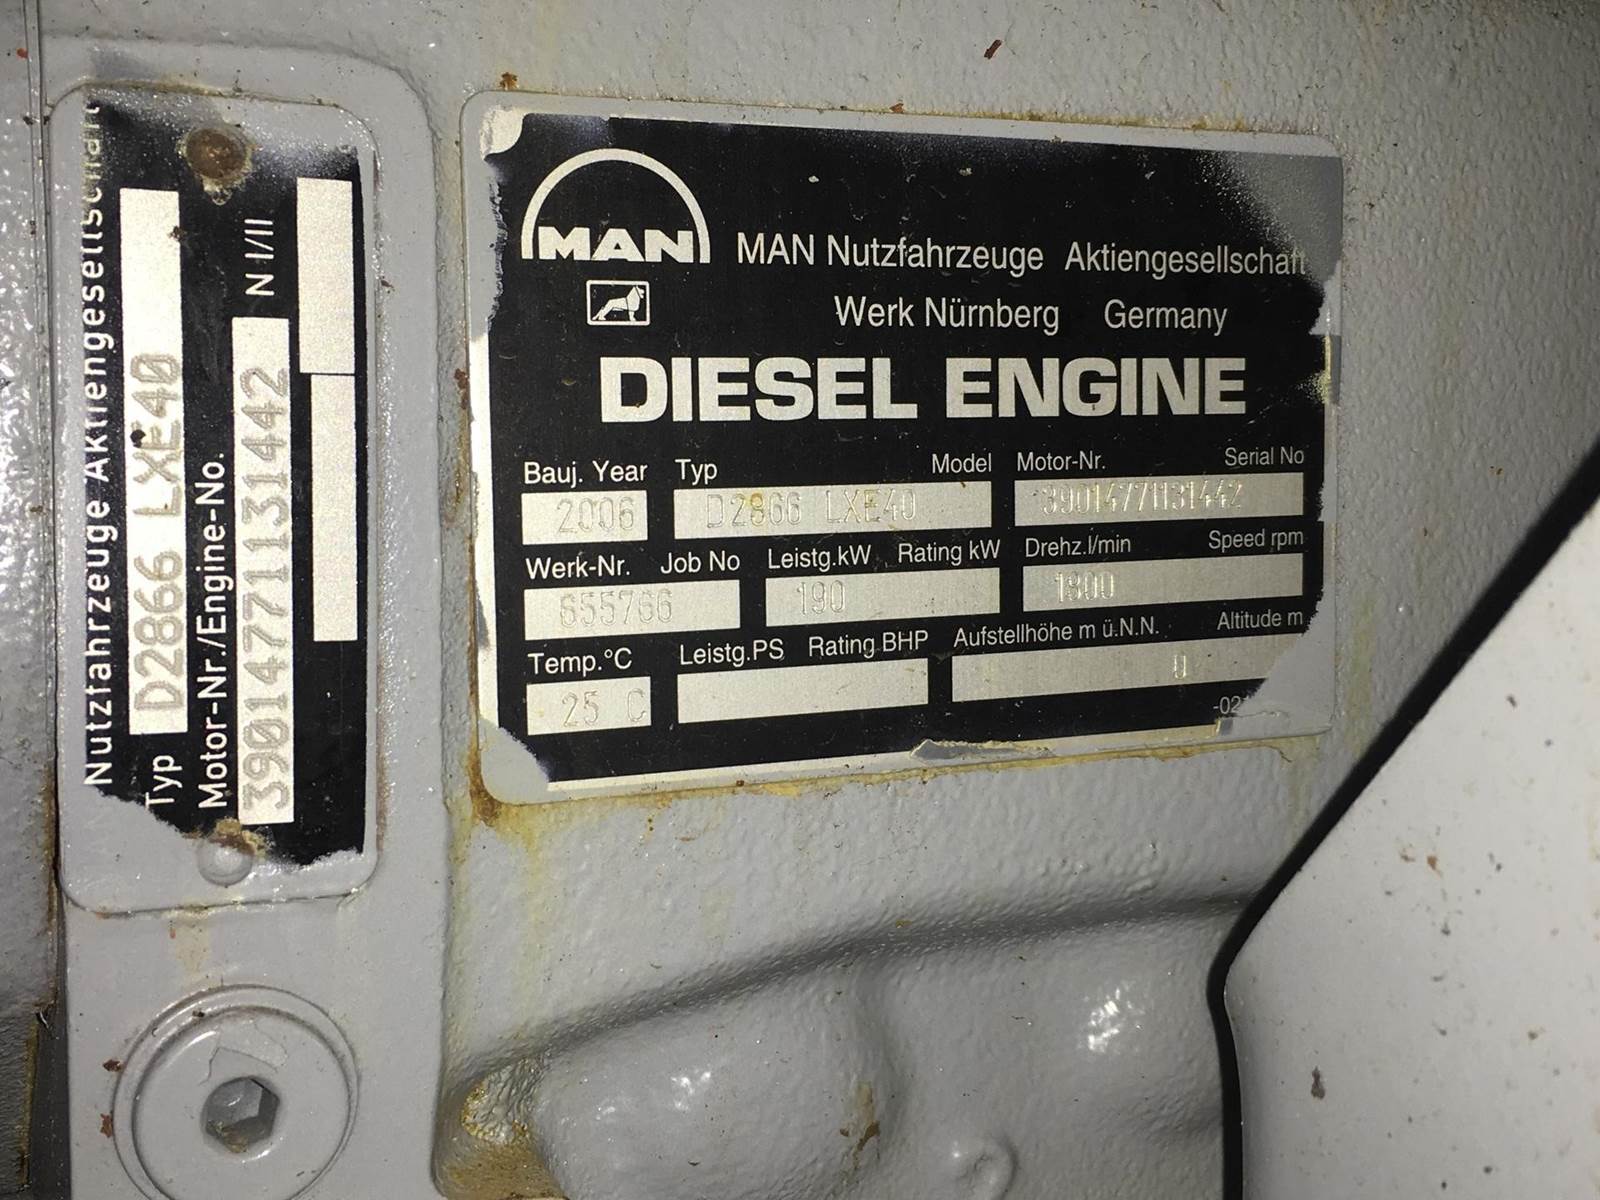 Nutzfahrzeuge Aktiengesellschaft
Typ D2866 LXE40
Motor-Nr./Engine-No. N I/II
39014771131442
MAN
MAN Nutzfahrzeuge Aktiengesellschaft
Werk Nürnberg Germany
DIESEL ENGINE
Bauj. Year Typ Model Motor-Nr. Serial No
2006 D2866 LXE40 39014771131442
Werk-Nr. Job No Leistg.kW Rating kW Drehz.l/min Speed rpm
655766 190 1800
Temp.°C Leistg.PS Rating BHP Aufstellhöhe m ü.N.N. Altitude m
25 C 0